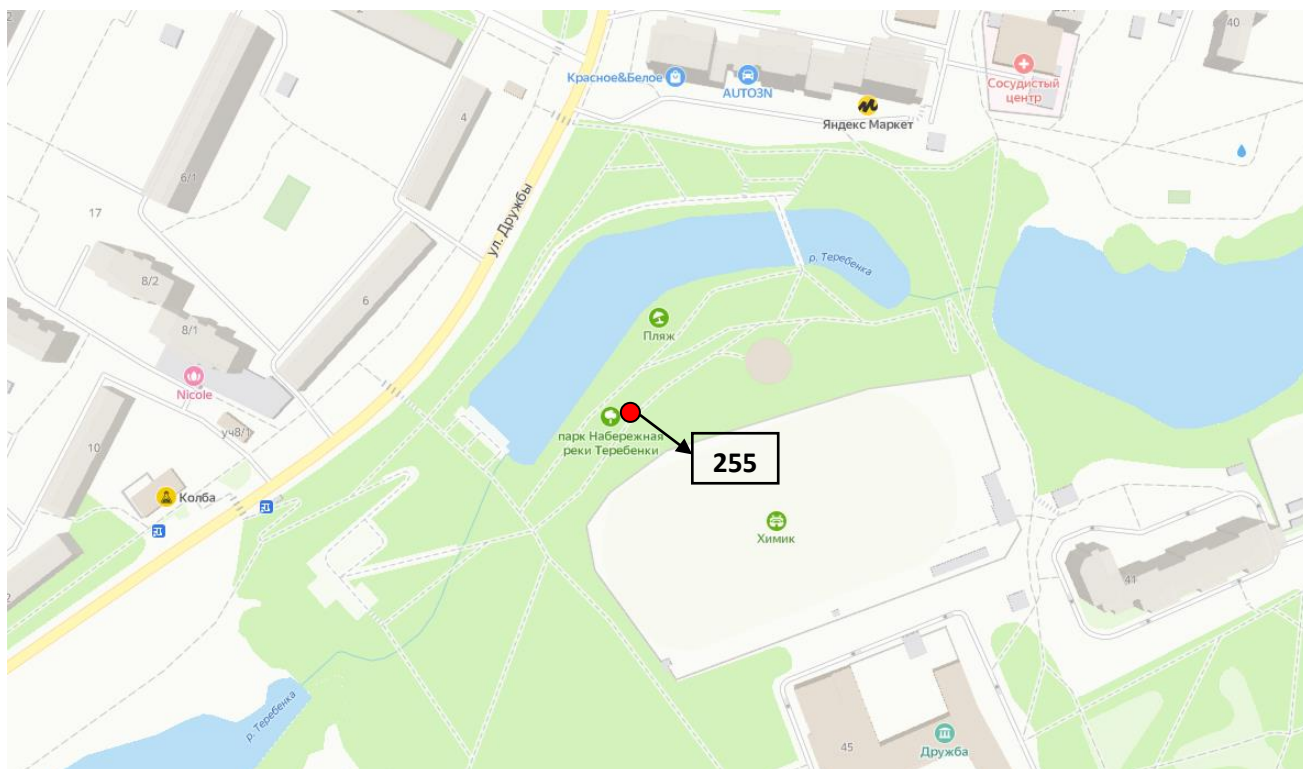 40
Красное&Белое
AUTO3N
Сосудистый
центр
4
Яндекс Маркет
6/1
17
ул. Дружбы
р. Теребенка
8/2
6
8/1
Пляж
Nicole
парк Набережная
реки Теребенки
255
уч8/1
10
Колба
Химик
41
р. Теребенка
45
Дружба